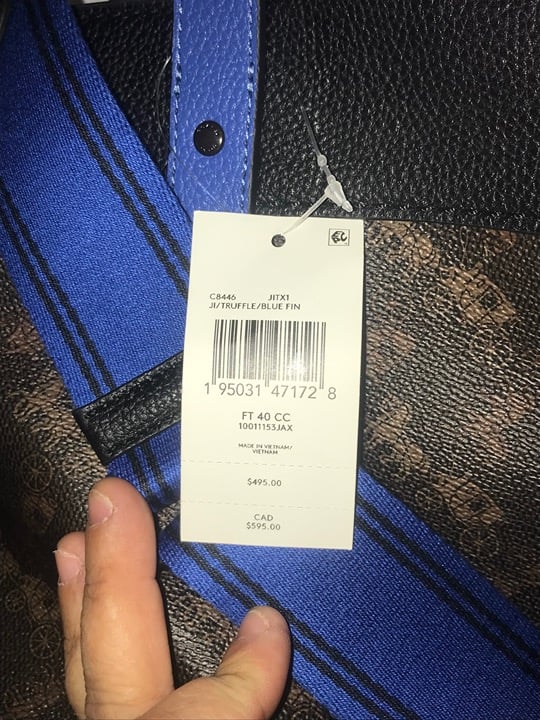 C8446 JITX1
JI/TRUFFLE/BLUE FIN
1 95031 47172 8
FT 40 CC
10011153JAX
MADE IN VIETNAM/
VIETNAM
$495.00
CAD
$595.00